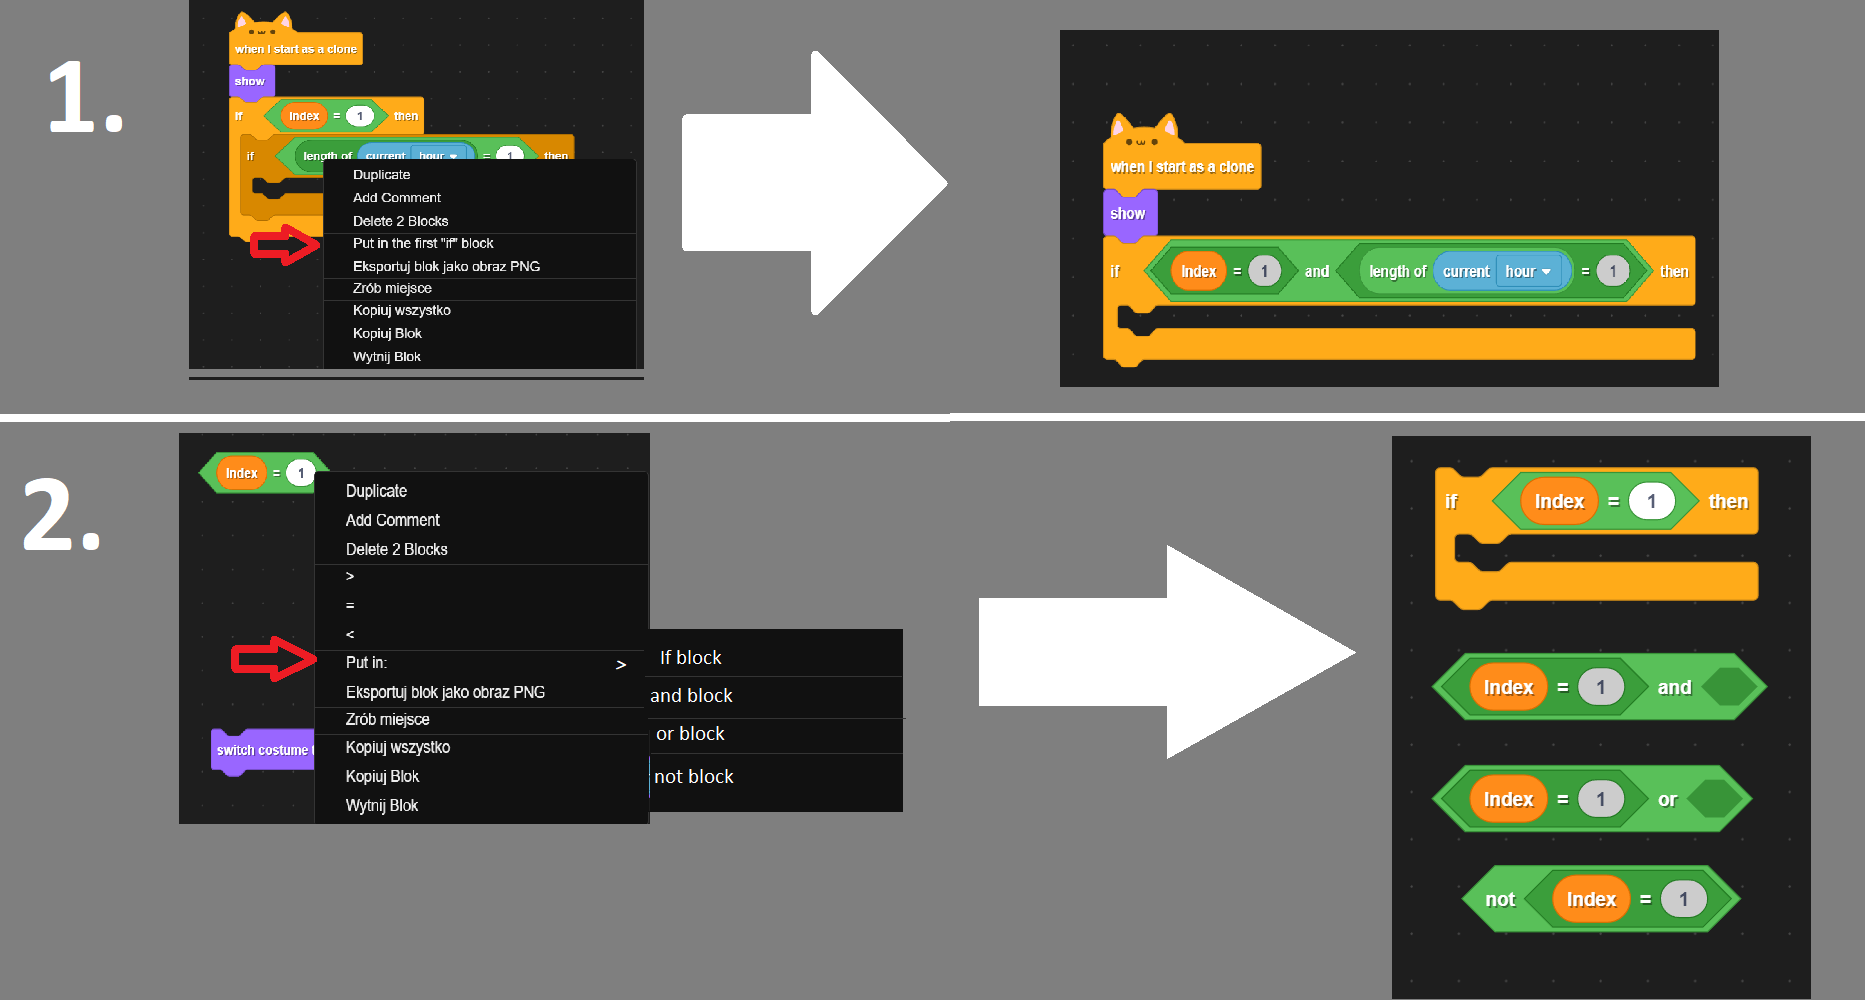 1.
when I start as a clone
show
if Index = 1 then
if length of current hour = 1 then
Duplicate
Add Comment
Delete 2 Blocks
Put in the first "if" block
Eksportuj blok jako obraz PNG
Zrób miejsce
Kopiuj wszystko
Kopiuj Blok
Wytnij Blok
when I start as a clone
show
if Index = 1 and length of current hour = 1 then
2.
Index = 1
Duplicate
Add Comment
Delete 2 Blocks
>
=
<
Put in: >
Eksportuj blok jako obraz PNG
Zrób miejsce
Kopiuj wszystko
Kopiuj Blok
Wytnij Blok
switch costume t
If block
and block
or block
not block
if Index = 1 then
Index = 1 and
Index = 1 or
not Index = 1